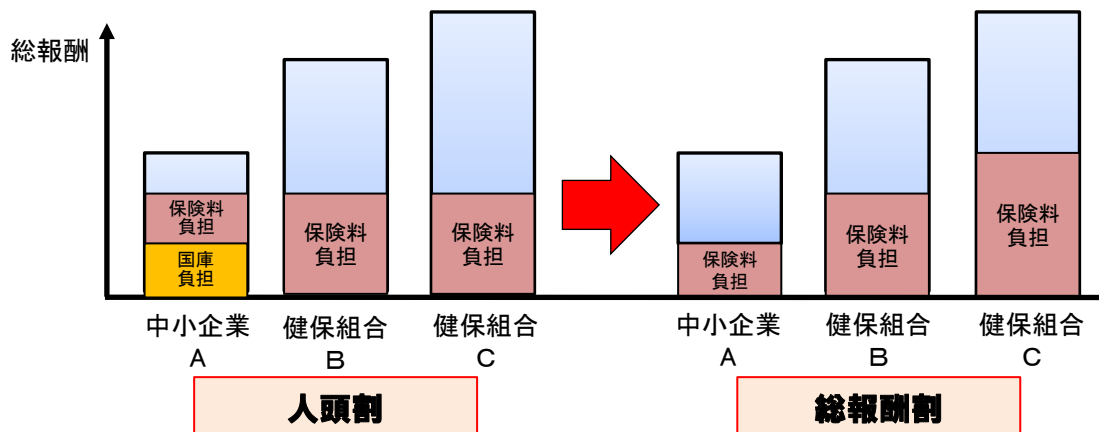 総報酬
保険料
負担
国庫
負担
保険料
負担
保険料
負担
保険料
負担
保険料
負担
保険料
負担
中小企業
A
健保組合
B
健保組合
C
中小企業
A
健保組合
B
健保組合
C
人頭割
総報酬割